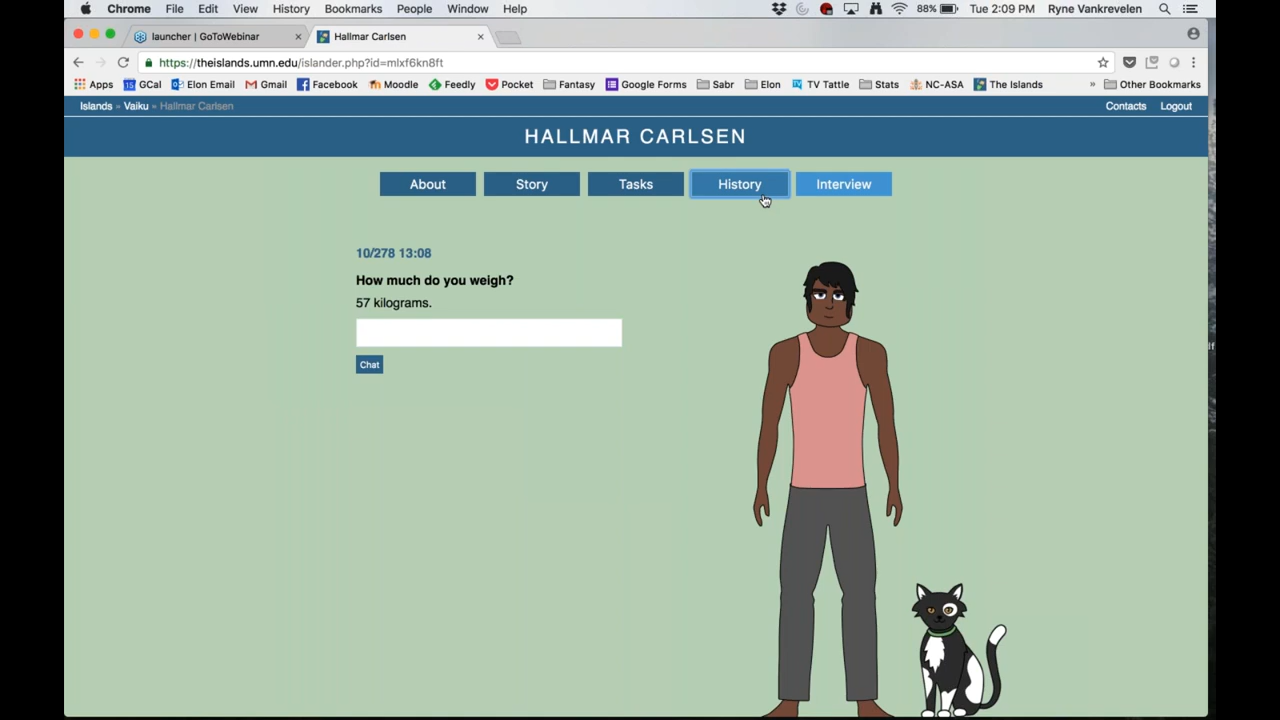 Chrome File Edit View History Bookmarks People Window Help 88% Tue 2:09 PM Ryne Vankrevelen
launcher | GoToWebinar Hallmar Carlsen
https://theislands.umn.edu/islander.php?id=mlxf6kn8ft
Apps GCal Elon Email Gmail Facebook Moodle Feedly Pocket Fantasy Google Forms Sabr Elon TV Tattle Stats NC-ASA The Islands » Other Bookmarks
Islands » Vaiku » Hallmar Carlsen Contacts Logout
HALLMAR CARLSEN
About Story Tasks History Interview
10/278 13:08
How much do you weigh?
57 kilograms.
Chat